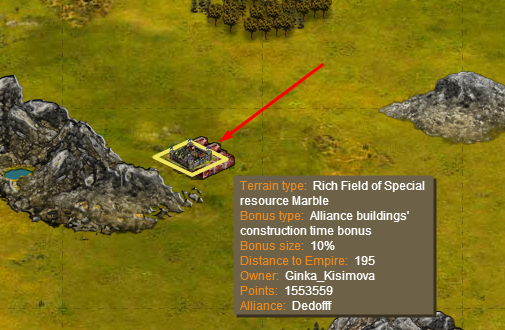 Terrain type: Rich Field of Special
resource Marble
Bonus type: Alliance buildings'
construction time bonus
Bonus size: 10%
Distance to Empire: 195
Owner: Ginka_Kisimova
Points: 1553559
Alliance: Dedofff